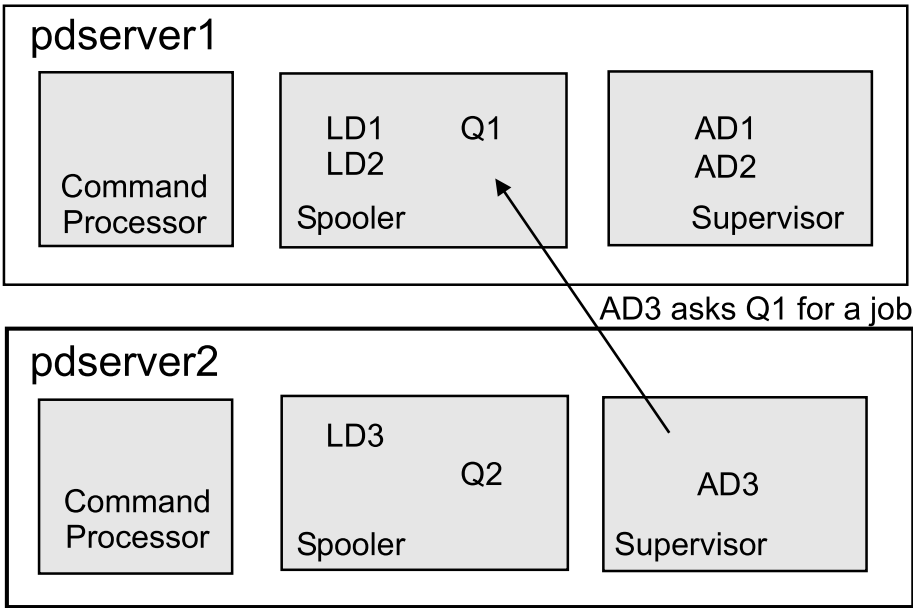 pdserver1
LD1 Q1 AD1
LD2 AD2
Command
Processor
Spooler
Supervisor
AD3 asks Q1 for a job
pdserver2
LD3
Q2
AD3
Command
Processor
Spooler
Supervisor